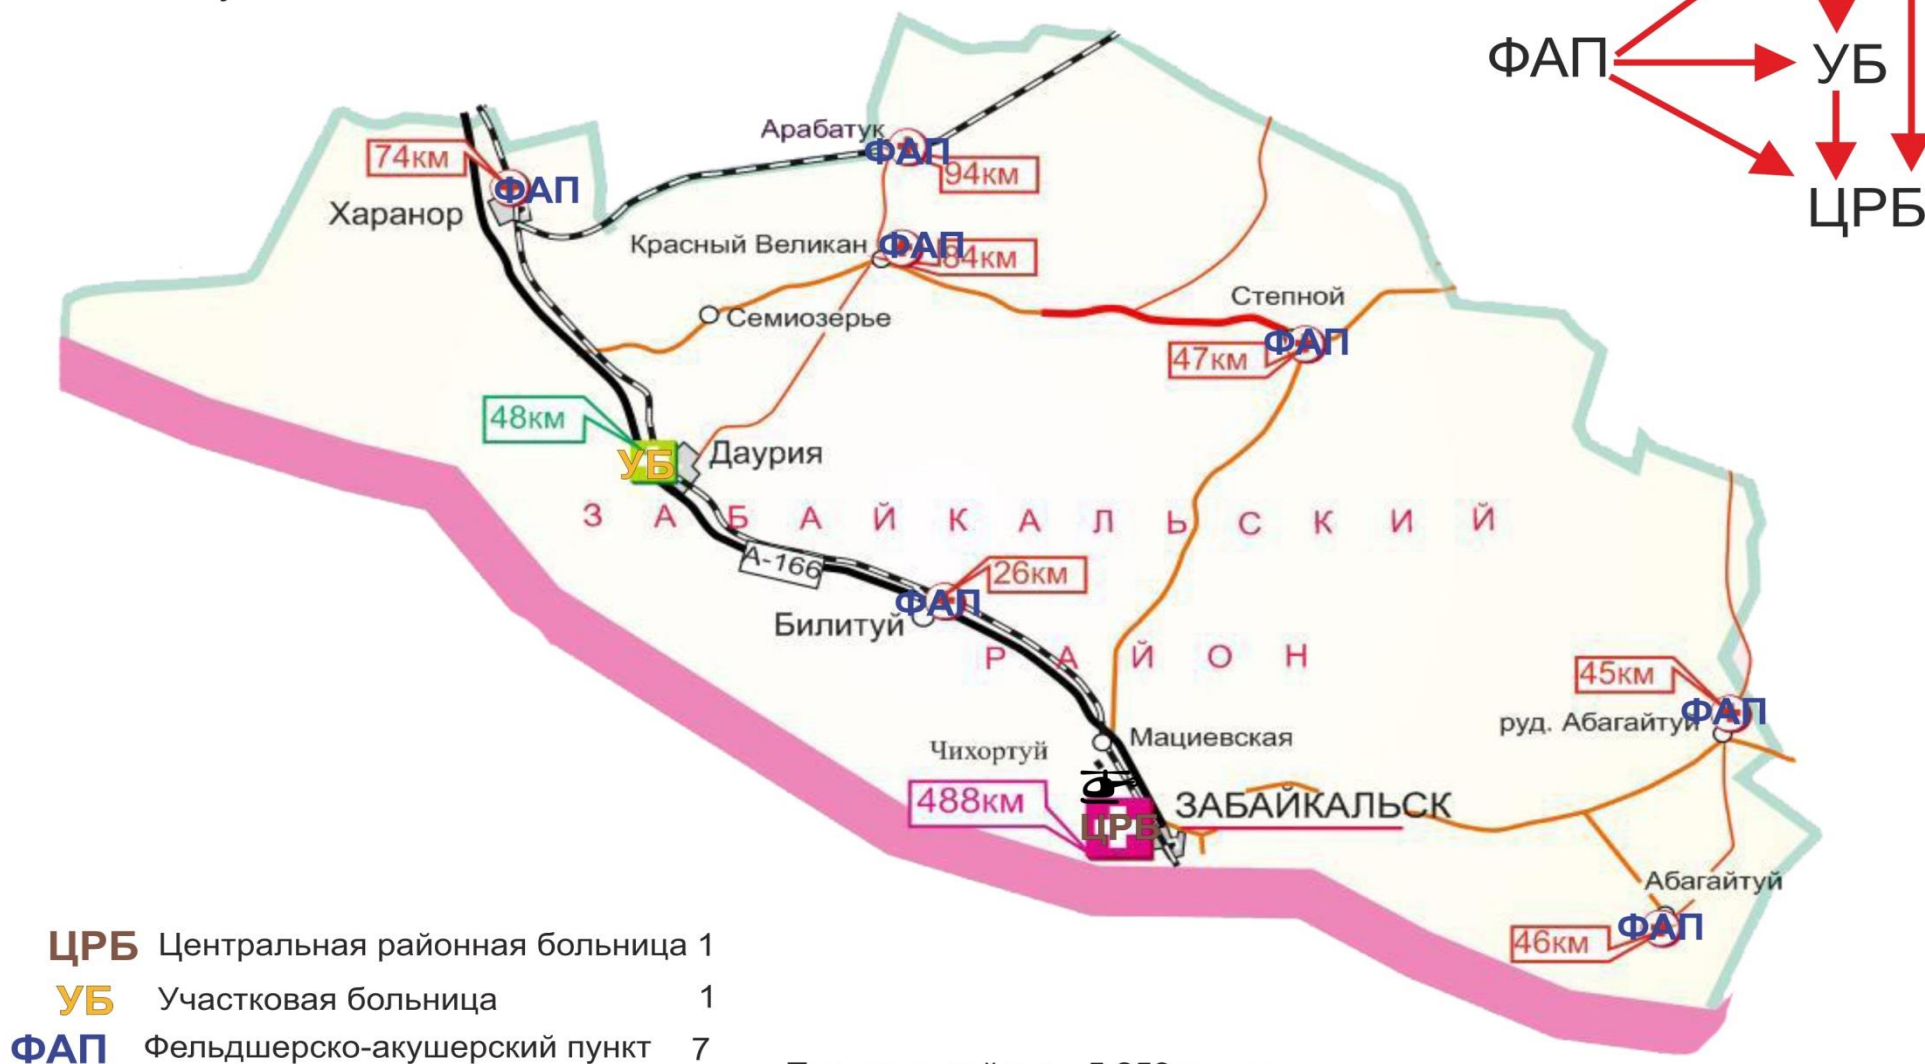 ФАП
УБ
ЦРБ
Арабатук
ФАП
94км
74км
ФАП
Харанор
Красный Великан
ФАП
84км
Степной
ФАП
47км
Семиозерье
48км
УБ
Даурия
З А Б А Й К А Л Ь С К И Й
А-166
26км
ФАП
Билитуй
Р А Й О Н
45км
ФАП
руд. Абагайтуй
Мациевская
Чихортуй
488км
ЦРБ
ЗАБАЙКАЛЬСК
Абагайтуй
ФАП
46км
ЦРБ Центральная районная больница 1
УБ Участковая больница 1
ФАП Фельдшерско-акушерский пункт 7